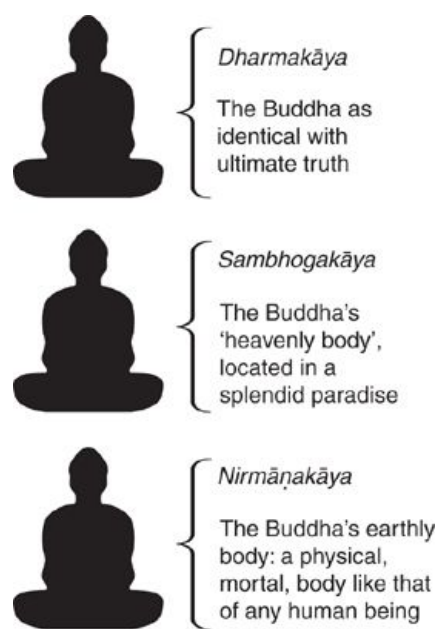 Dharmakāya
The Buddha as
identical with
ultimate truth
Sambhogakāya
The Buddha's
‘heavenly body’,
located in a
splendid paradise
Nirmāṇakāya
The Buddha's earthly
body: a physical,
mortal, body like that
of any human being